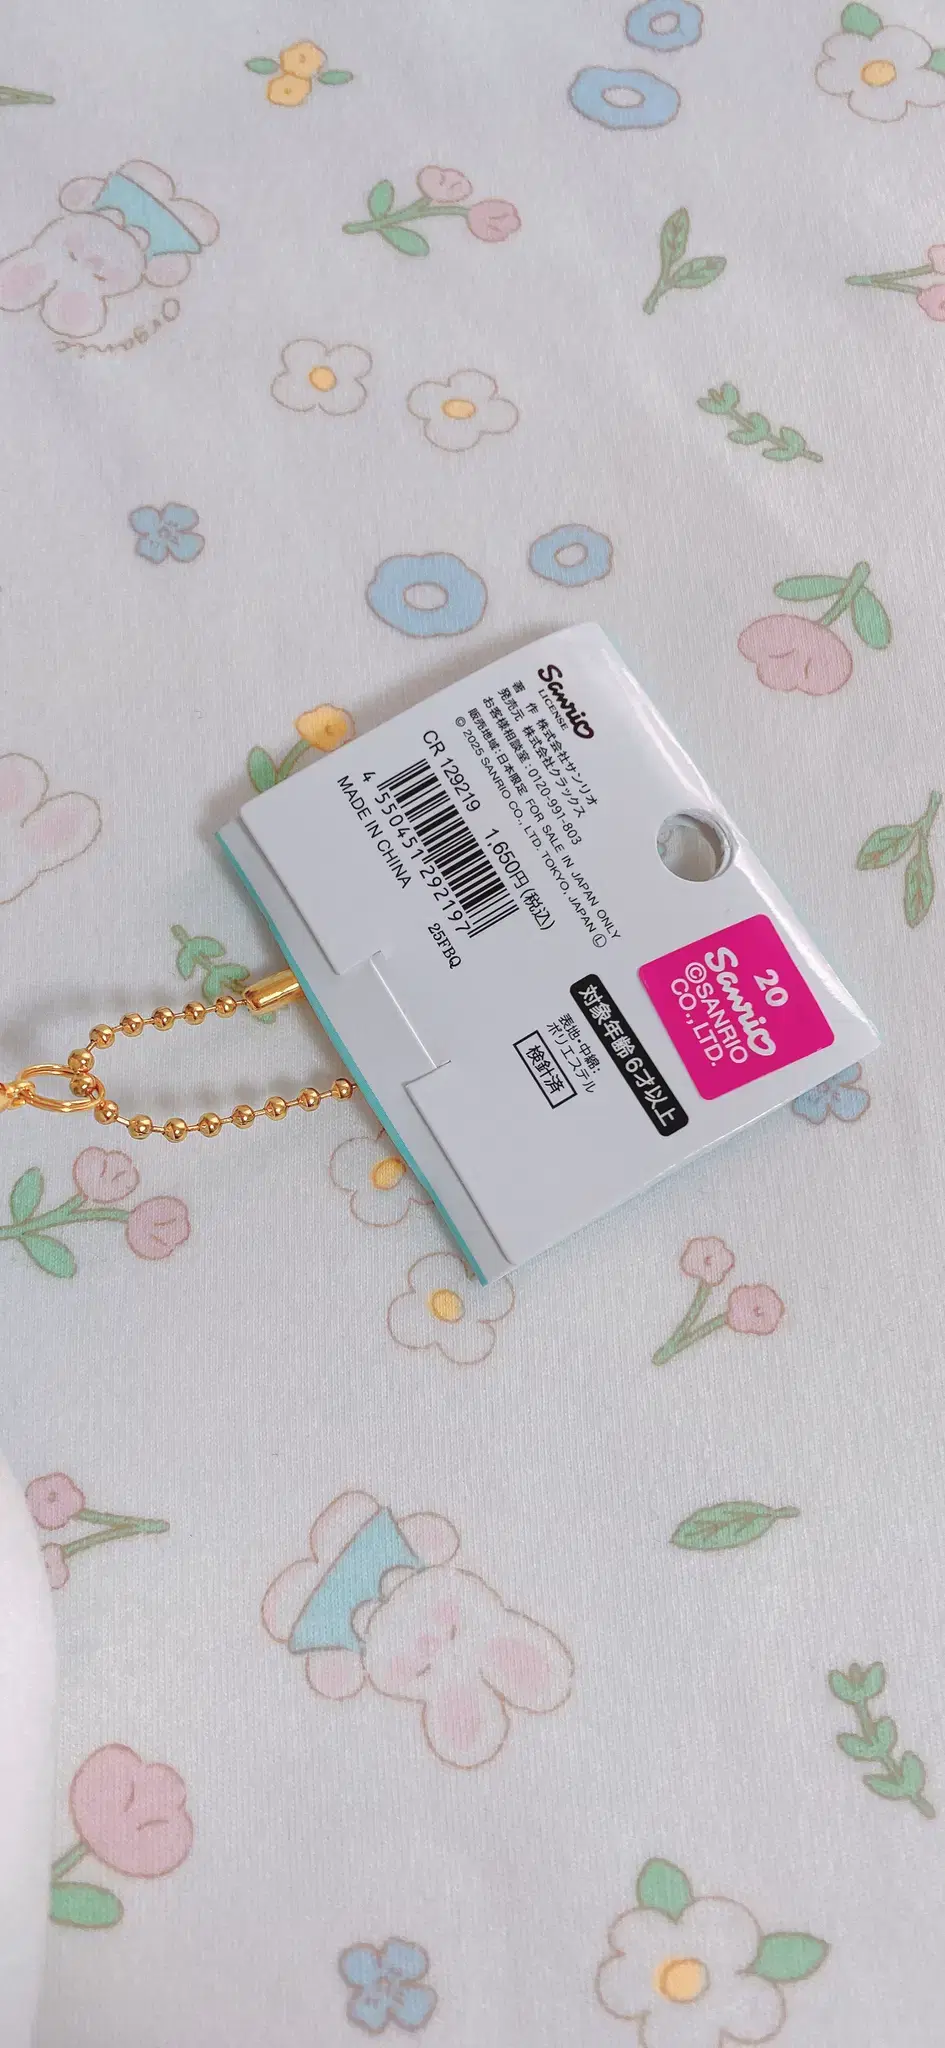 Sanrio
LICENSE
著 作 株式会社サンリオ
発売元 株式会社クラックス
お客様相談室:0120-991-803
販売地域:日本限定 FOR SALE IN JAPAN ONLY
© 2025 SANRIO CO., LTD. TOKYO, JAPAN Ⓛ
CR 129219 1,650円(税込)
4 550451 292197
MADE IN CHINA
25FBQ
20
Sanrio
©SANRIO
CO., LTD.
対象年齢6才以上
表地・中綿:
ポリエステル
検針済
Organic